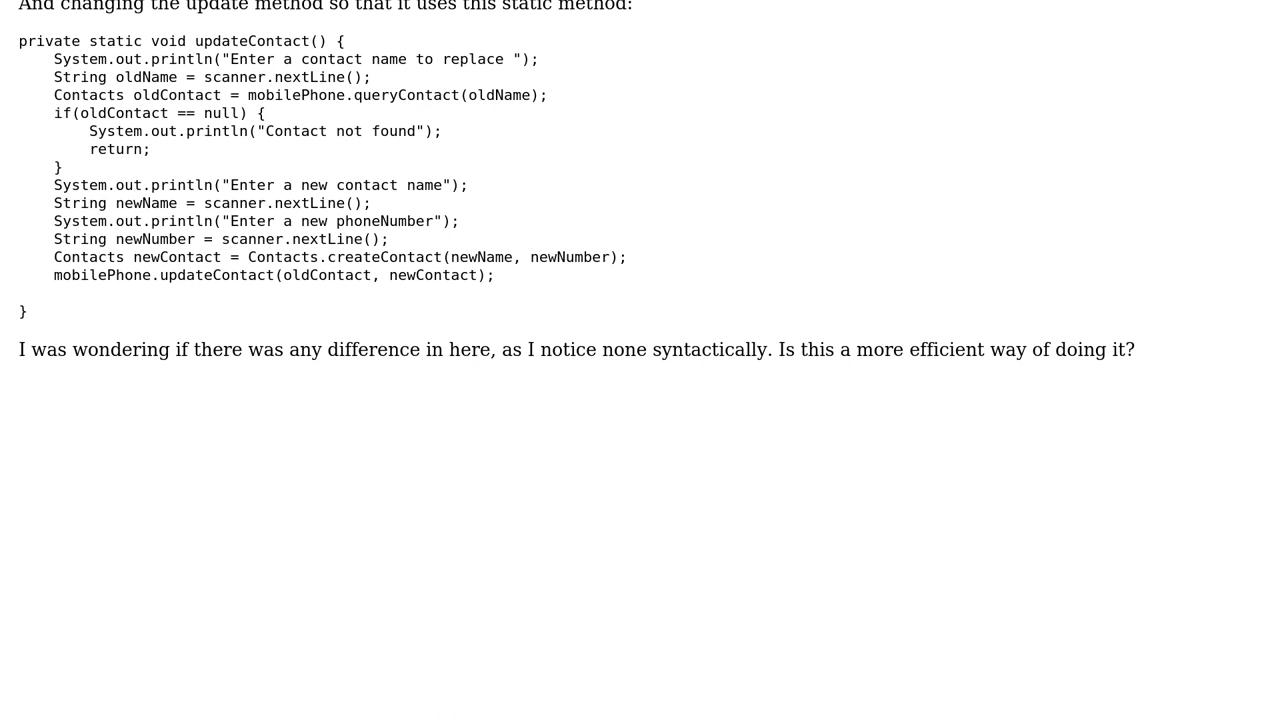 And changing the update method so that it uses this static method:
private static void updateContact() {
    System.out.println("Enter a contact name to replace ");
    String oldName = scanner.nextLine();
    Contacts oldContact = mobilePhone.queryContact(oldName);
    if(oldContact == null) {
        System.out.println("Contact not found");
        return;
    }
    System.out.println("Enter a new contact name");
    String newName = scanner.nextLine();
    System.out.println("Enter a new phoneNumber");
    String newNumber = scanner.nextLine();
    Contacts newContact = Contacts.createContact(newName, newNumber);
    mobilePhone.updateContact(oldContact, newContact);
}
I was wondering if there was any difference in here, as I notice none syntactically. Is this a more efficient way of doing it?